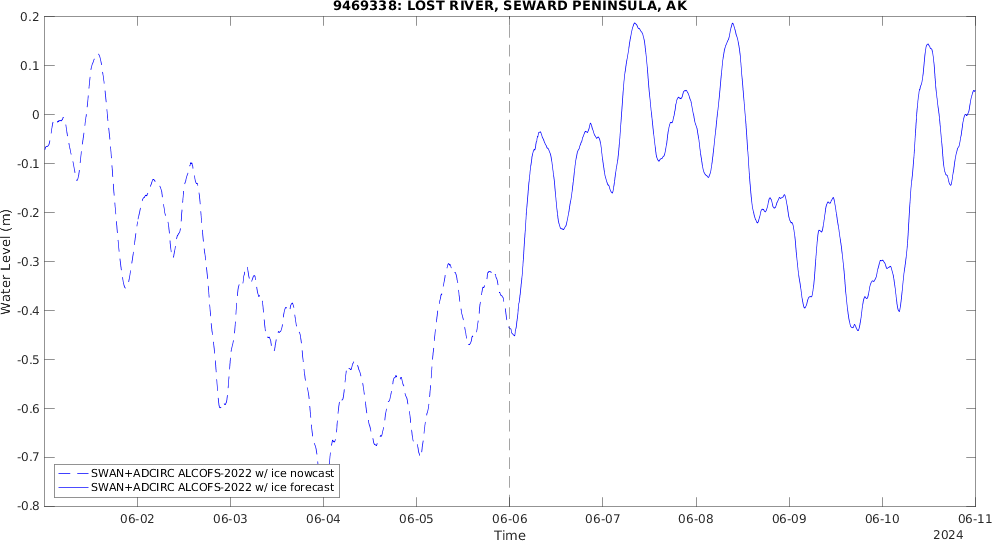 9469338: LOST RIVER, SEWARD PENINSULA, AK
0.2
0.1
0
-0.1
-0.2
-0.3
-0.4
-0.5
-0.6
-0.7
-0.8
Water Level (m)
SWAN+ADCIRC ALCOFS-2022 w/ ice nowcast
SWAN+ADCIRC ALCOFS-2022 w/ ice forecast
06-02 06-03 06-04 06-05 06-06 06-07 06-08 06-09 06-10 06-11
Time
2024